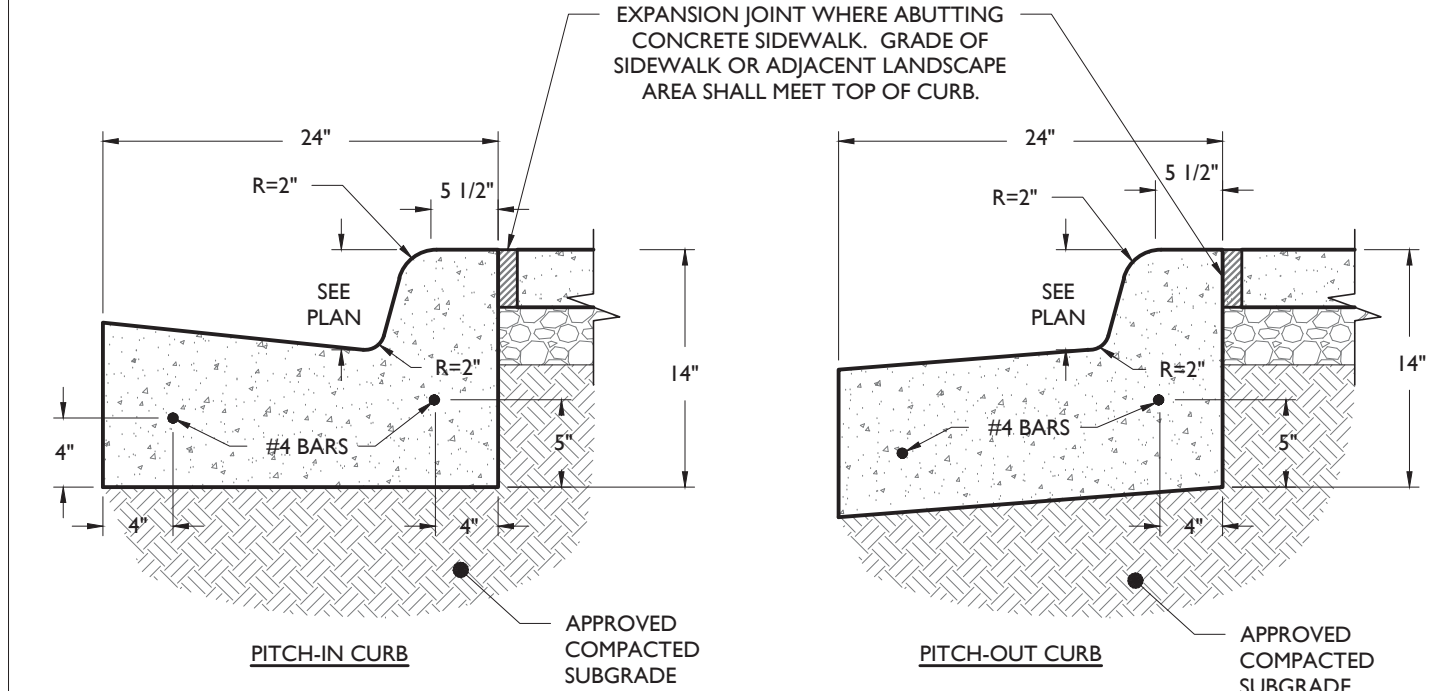 EXPANSION JOINT WHERE ABUTTING
CONCRETE SIDEWALK. GRADE OF
SIDEWALK OR ADJACENT LANDSCAPE
AREA SHALL MEET TOP OF CURB.
24"
R=2"
5 1/2"
SEE
PLAN
R=2"
14"
#4 BARS
4"
5"
4"
4"
APPROVED
COMPACTED
SUBGRADE
PITCH-IN CURB
24"
5 1/2"
R=2"
SEE
PLAN
R=2"
14"
#4 BARS
5"
4"
APPROVED
COMPACTED
SUBGRADE
PITCH-OUT CURB